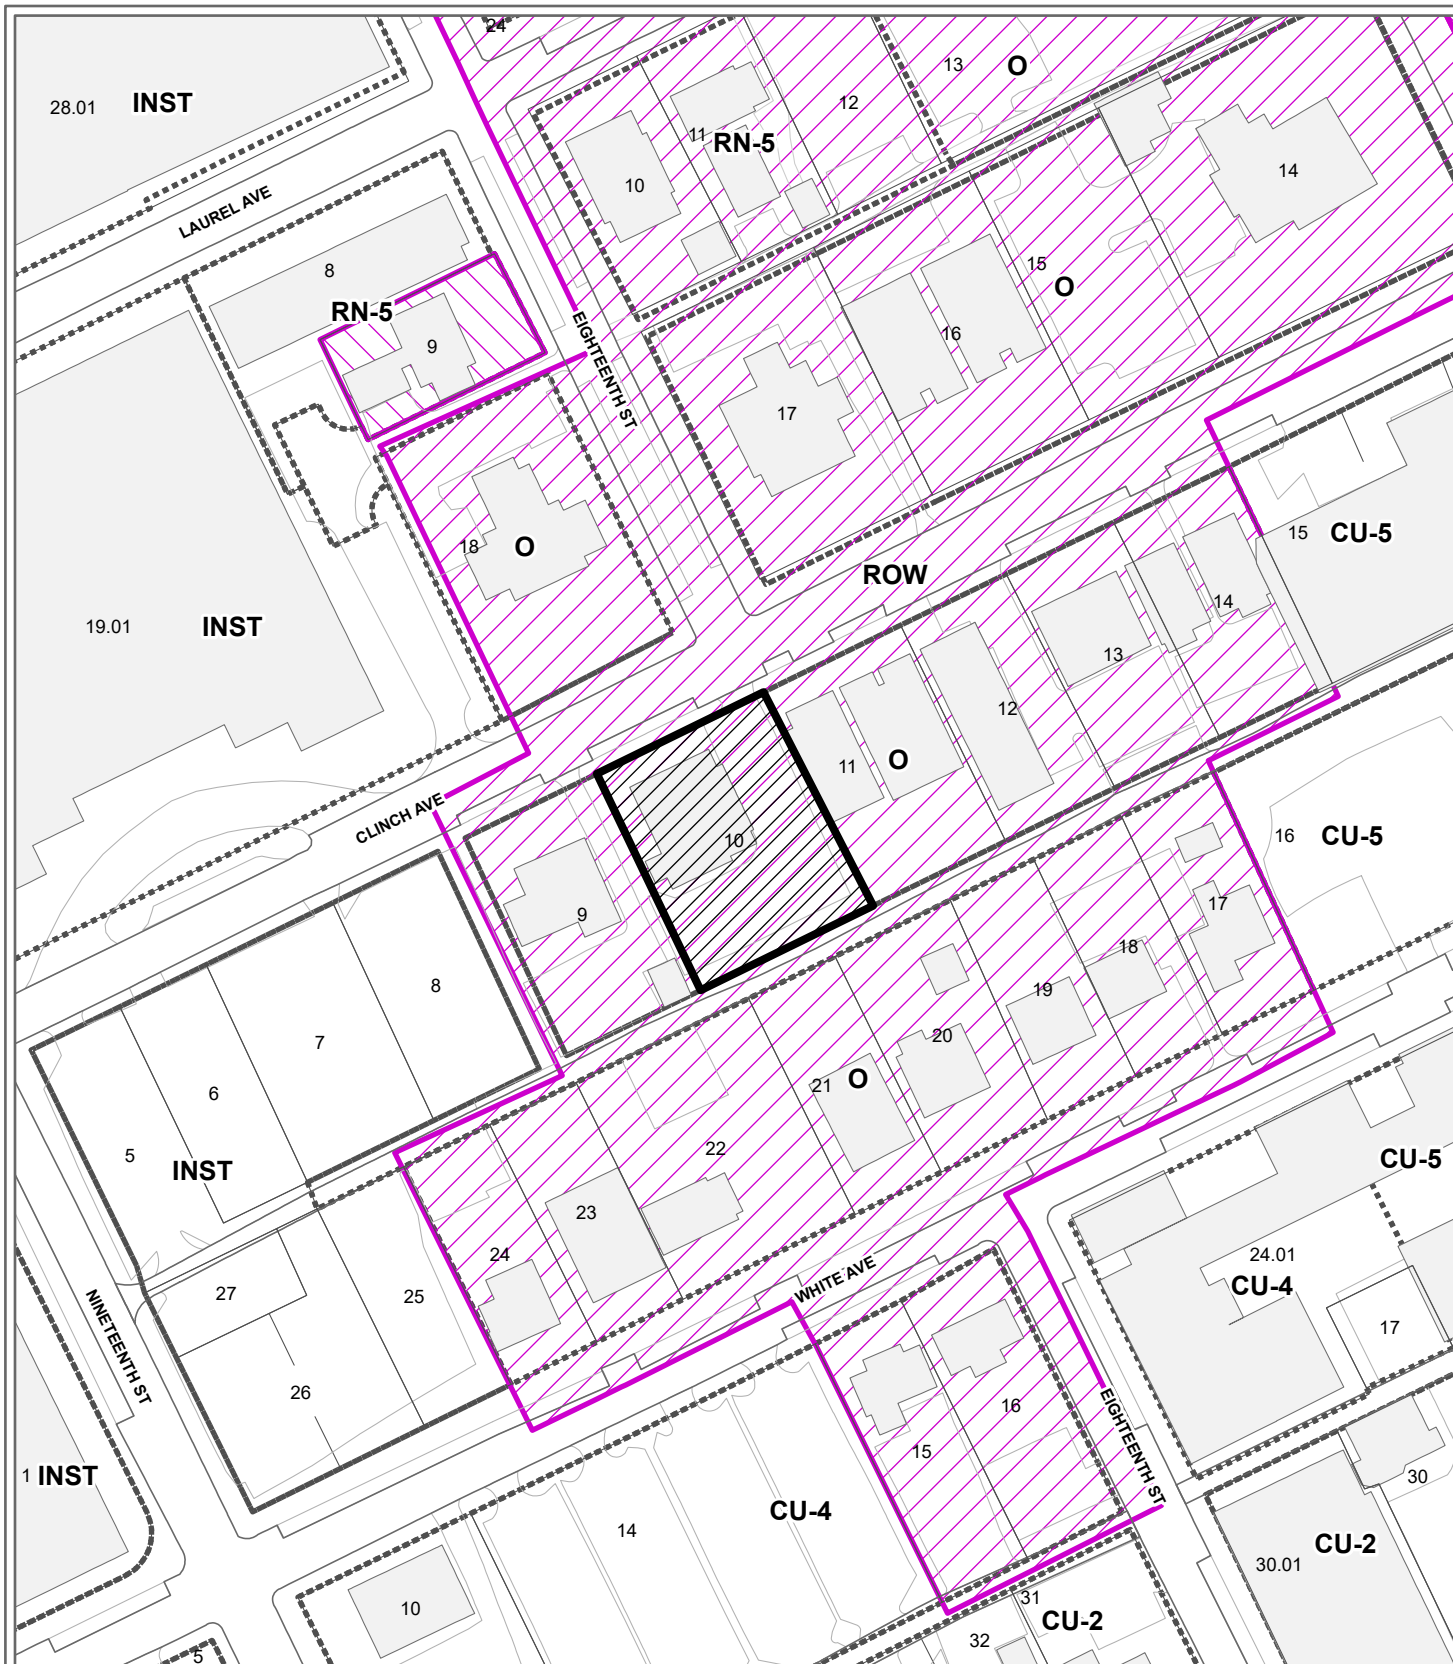 24
13
O
28.01
INST
12
11
RN-5
10
14
LAUREL AVE
8
15
O
RN-5
9
16
EIGHTEENTH ST
17
18
O
15
CU-5
ROW
14
19.01
INST
13
12
11
O
10
CLINCH AVE
16
CU-5
9
17
18
8
19
7
20
21
O
6
5
INST
22
CU-5
23
24
24.01
CU-4
WHITE AVE
27
25
17
NINETEENTH ST
26
16
EIGHTEENTH ST
15
1
INST
30
14
CU-4
CU-2
30.01
10
31
CU-2
32
5